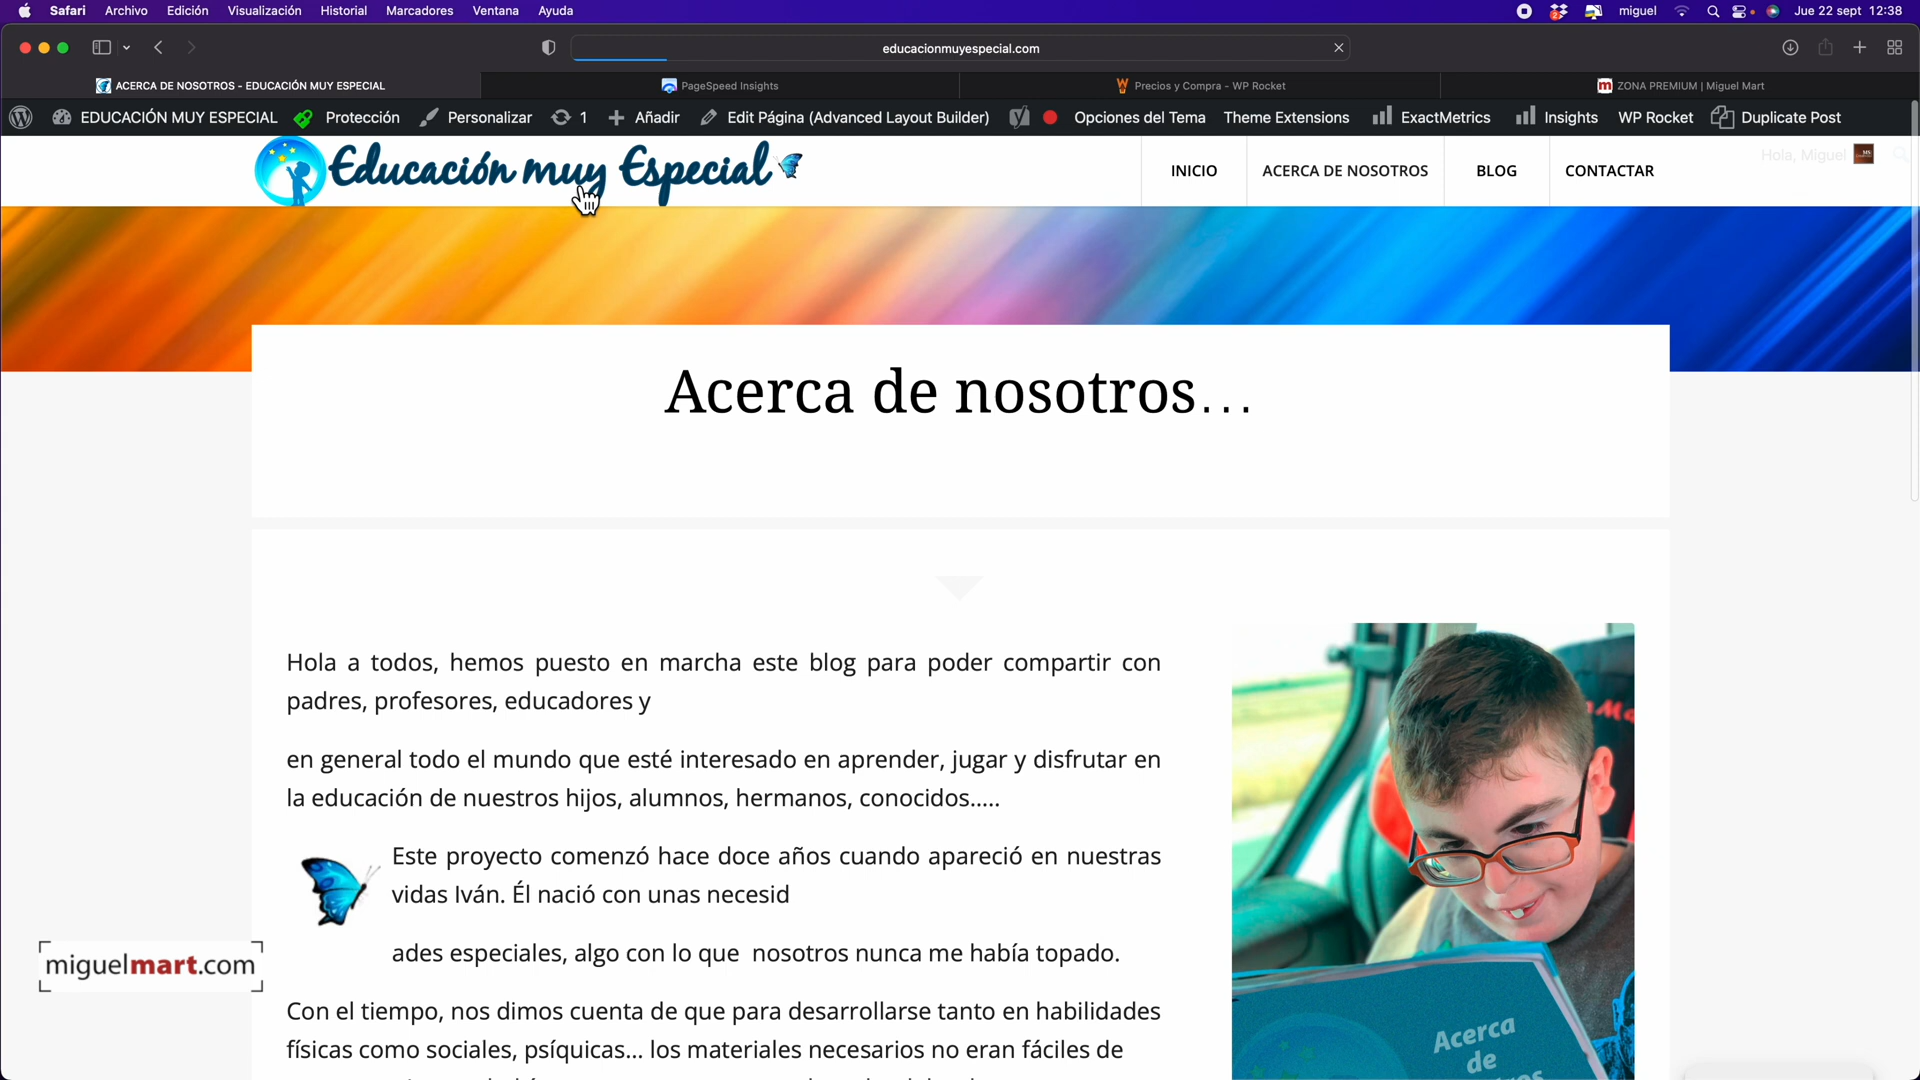 Safari Archivo Edición Visualización Historial Marcadores Ventana Ayuda miguel Jue 22 sept 12:38
educacionmuyespecial.com
ACERCA DE NOSOTROS - EDUCACIÓN MUY ESPECIAL PageSpeed Insights Precios y Compra - WP Rocket ZONA PREMIUM | Miguel Mart
EDUCACIÓN MUY ESPECIAL Protección Personalizar 1 Añadir Edit Página (Advanced Layout Builder) Opciones del Tema Theme Extensions ExactMetrics Insights WP Rocket Duplicate Post
Hola, Miguel
Educación muy Especial
INICIO ACERCA DE NOSOTROS BLOG CONTACTAR
Acerca de nosotros…
Hola a todos, hemos puesto en marcha este blog para poder compartir con
padres, profesores, educadores y
en general todo el mundo que esté interesado en aprender, jugar y disfrutar en
la educación de nuestros hijos, alumnos, hermanos, conocidos…..
Este proyecto comenzó hace doce años cuando apareció en nuestras
vidas Iván. Él nació con unas necesid
ades especiales, algo con lo que nosotros nunca me había topado.
Con el tiempo, nos dimos cuenta de que para desarrollarse tanto en habilidades
físicas como sociales, psíquicas… los materiales necesarios no eran fáciles de
Acerca
de
miguelmart.com